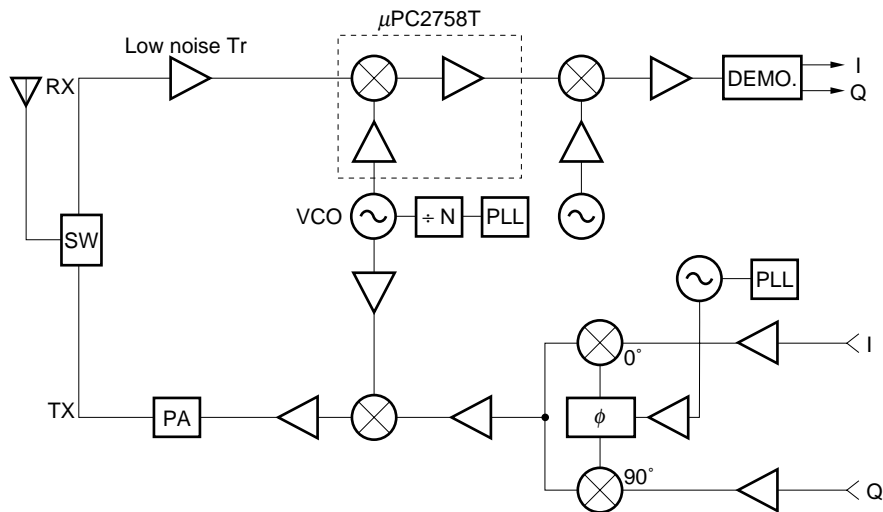 µPC2758T
Low noise Tr
RX
DEMO.
I
Q
VCO
÷ N
PLL
SW
PLL
0˚
I
TX
PA
φ
90˚
Q